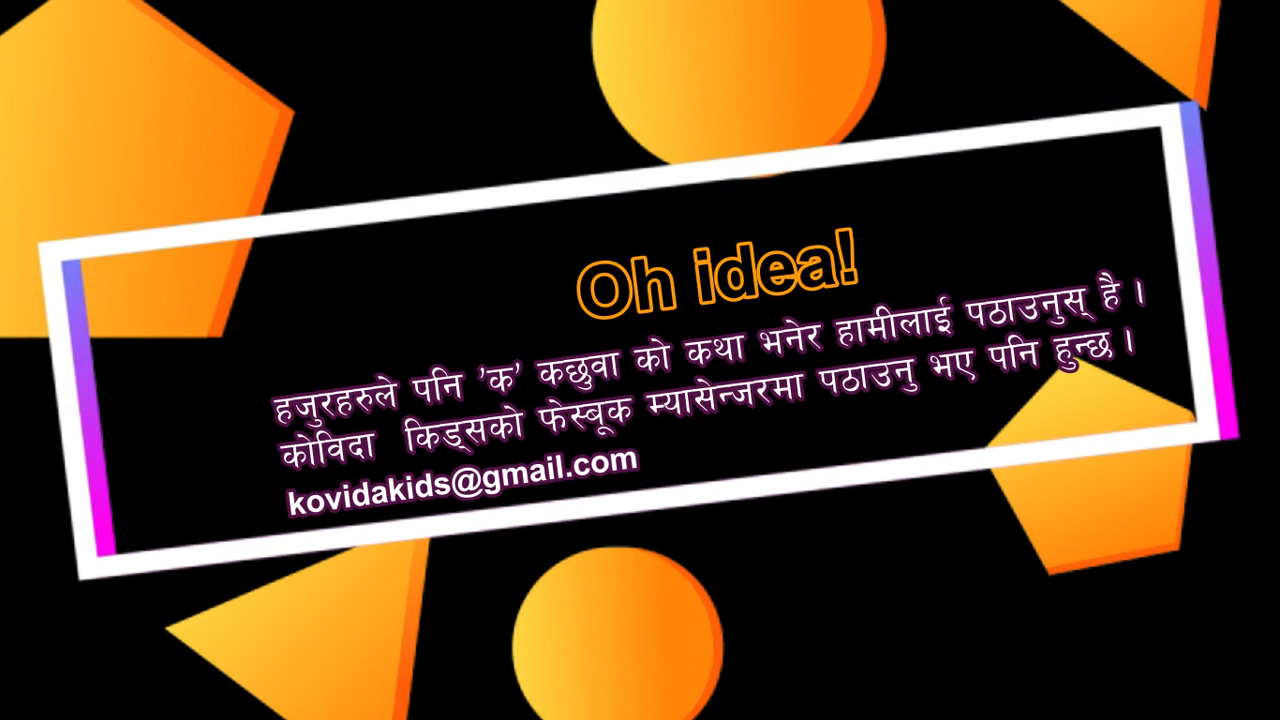 Oh idea!
हजुरहरुले पनि 'क' कछुवा को कथा भनेर हामीलाई पठाउनुस् है ।
कोविदा किड्सको फेस्बूक म्यासेन्जरमा पठाउनु भए पनि हुन्छ ।
kovidakids@gmail.com